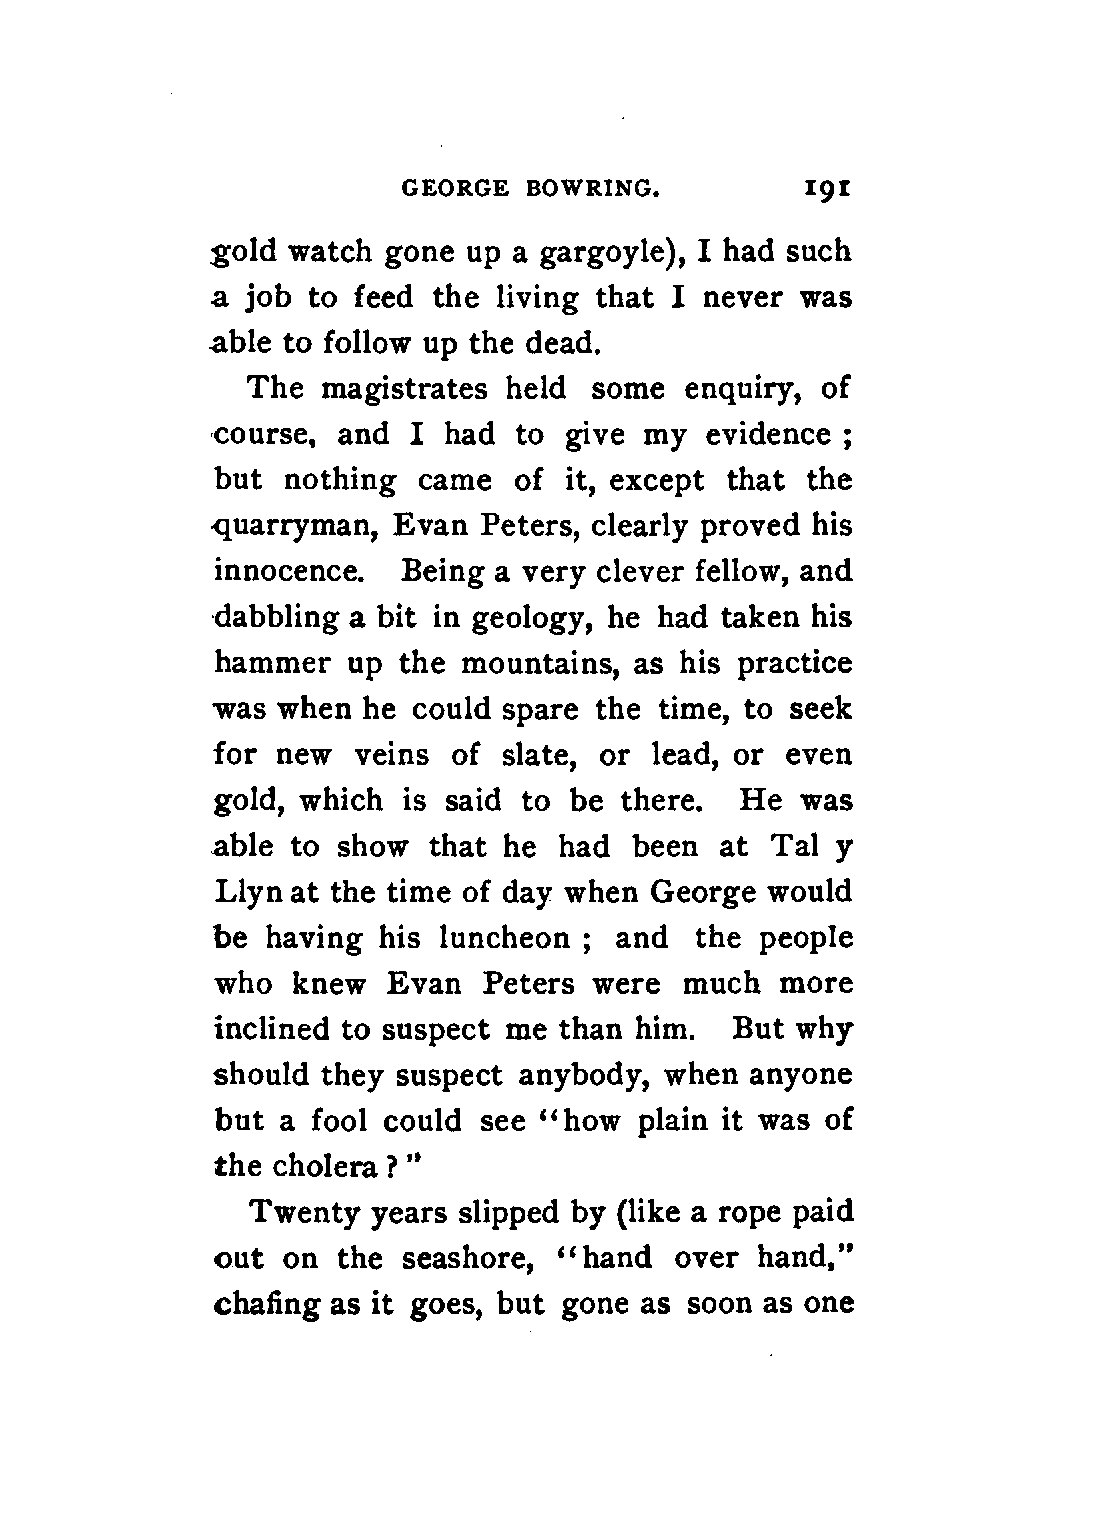 GEORGE BOWRING. 191
gold watch gone up a gargoyle), I had such
a job to feed the living that I never was
able to follow up the dead.
The magistrates held some enquiry, of
course, and I had to give my evidence ;
but nothing came of it, except that the
quarryman, Evan Peters, clearly proved his
innocence. Being a very clever fellow, and
dabbling a bit in geology, he had taken his
hammer up the mountains, as his practice
was when he could spare the time, to seek
for new veins of slate, or lead, or even
gold, which is said to be there. He was
able to show that he had been at Tal y
Llyn at the time of day when George would
be having his luncheon ; and the people
who knew Evan Peters were much more
inclined to suspect me than him. But why
should they suspect anybody, when anyone
but a fool could see “how plain it was of
the cholera ? ”
Twenty years slipped by (like a rope paid
out on the seashore, “hand over hand,”
chafing as it goes, but gone as soon as one